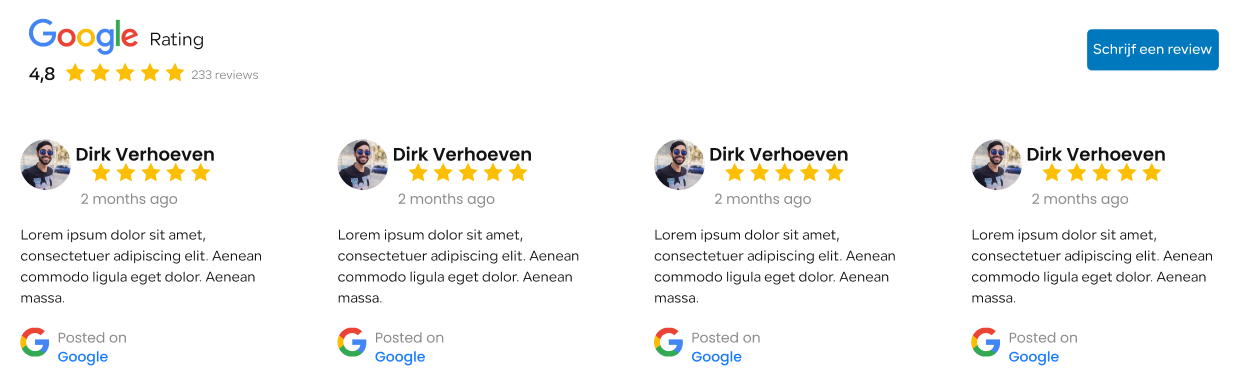 Google Rating
4,8 233 reviews
Schrijf een review
Dirk Verhoeven
2 months ago
Lorem ipsum dolor sit amet,
consectetuer adipiscing elit. Aenean
commodo ligula eget dolor. Aenean
massa.
Posted on
Google
Dirk Verhoeven
2 months ago
Lorem ipsum dolor sit amet,
consectetuer adipiscing elit. Aenean
commodo ligula eget dolor. Aenean
massa.
Posted on
Google
Dirk Verhoeven
2 months ago
Lorem ipsum dolor sit amet,
consectetuer adipiscing elit. Aenean
commodo ligula eget dolor. Aenean
massa.
Posted on
Google
Dirk Verhoeven
2 months ago
Lorem ipsum dolor sit amet,
consectetuer adipiscing elit. Aenean
commodo ligula eget dolor. Aenean
massa.
Posted on
Google